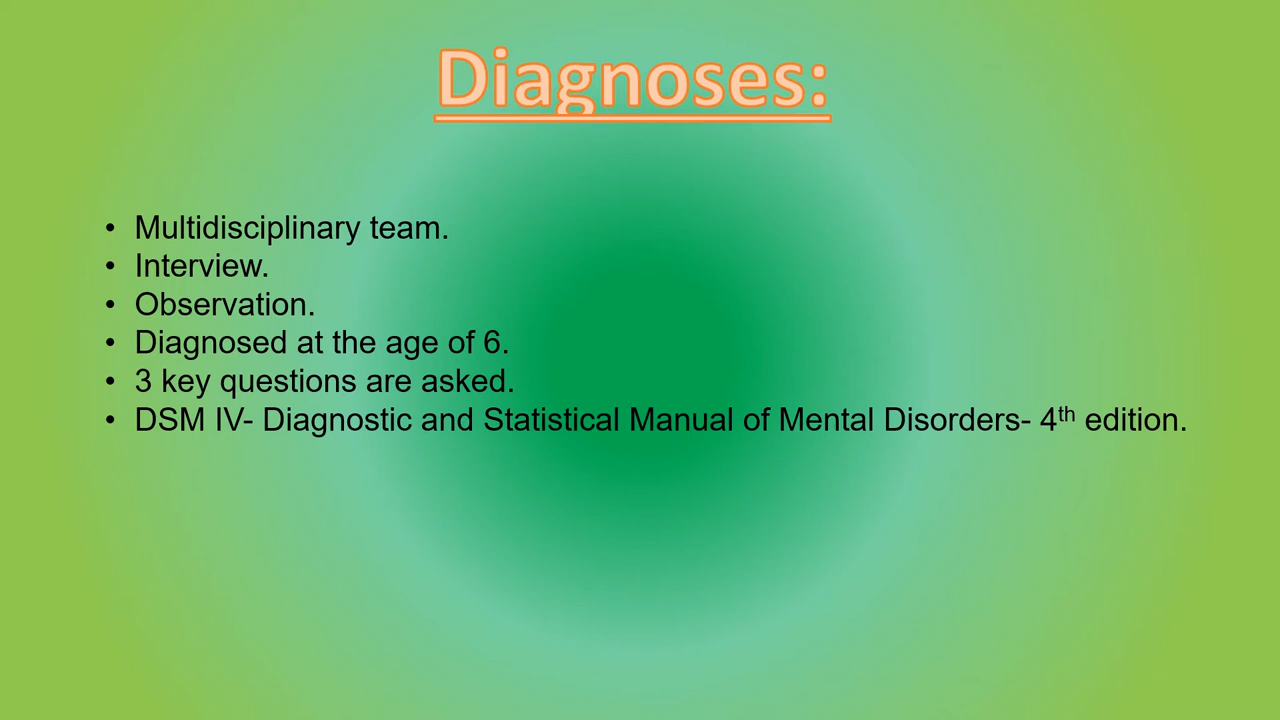 Diagnoses:
• Multidisciplinary team.
• Interview.
• Observation.
• Diagnosed at the age of 6.
• 3 key questions are asked.
• DSM IV- Diagnostic and Statistical Manual of Mental Disorders- 4th edition.